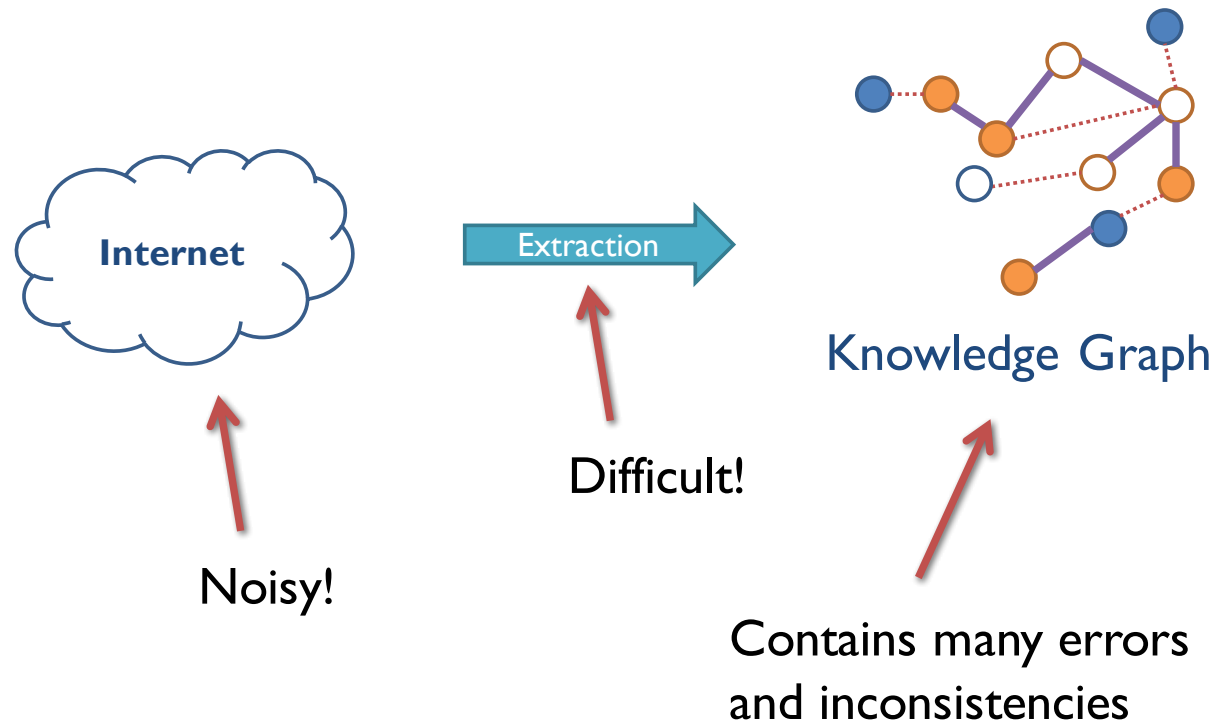 Internet
Extraction
Knowledge Graph
Difficult!
Noisy!
Contains many errors
and inconsistencies